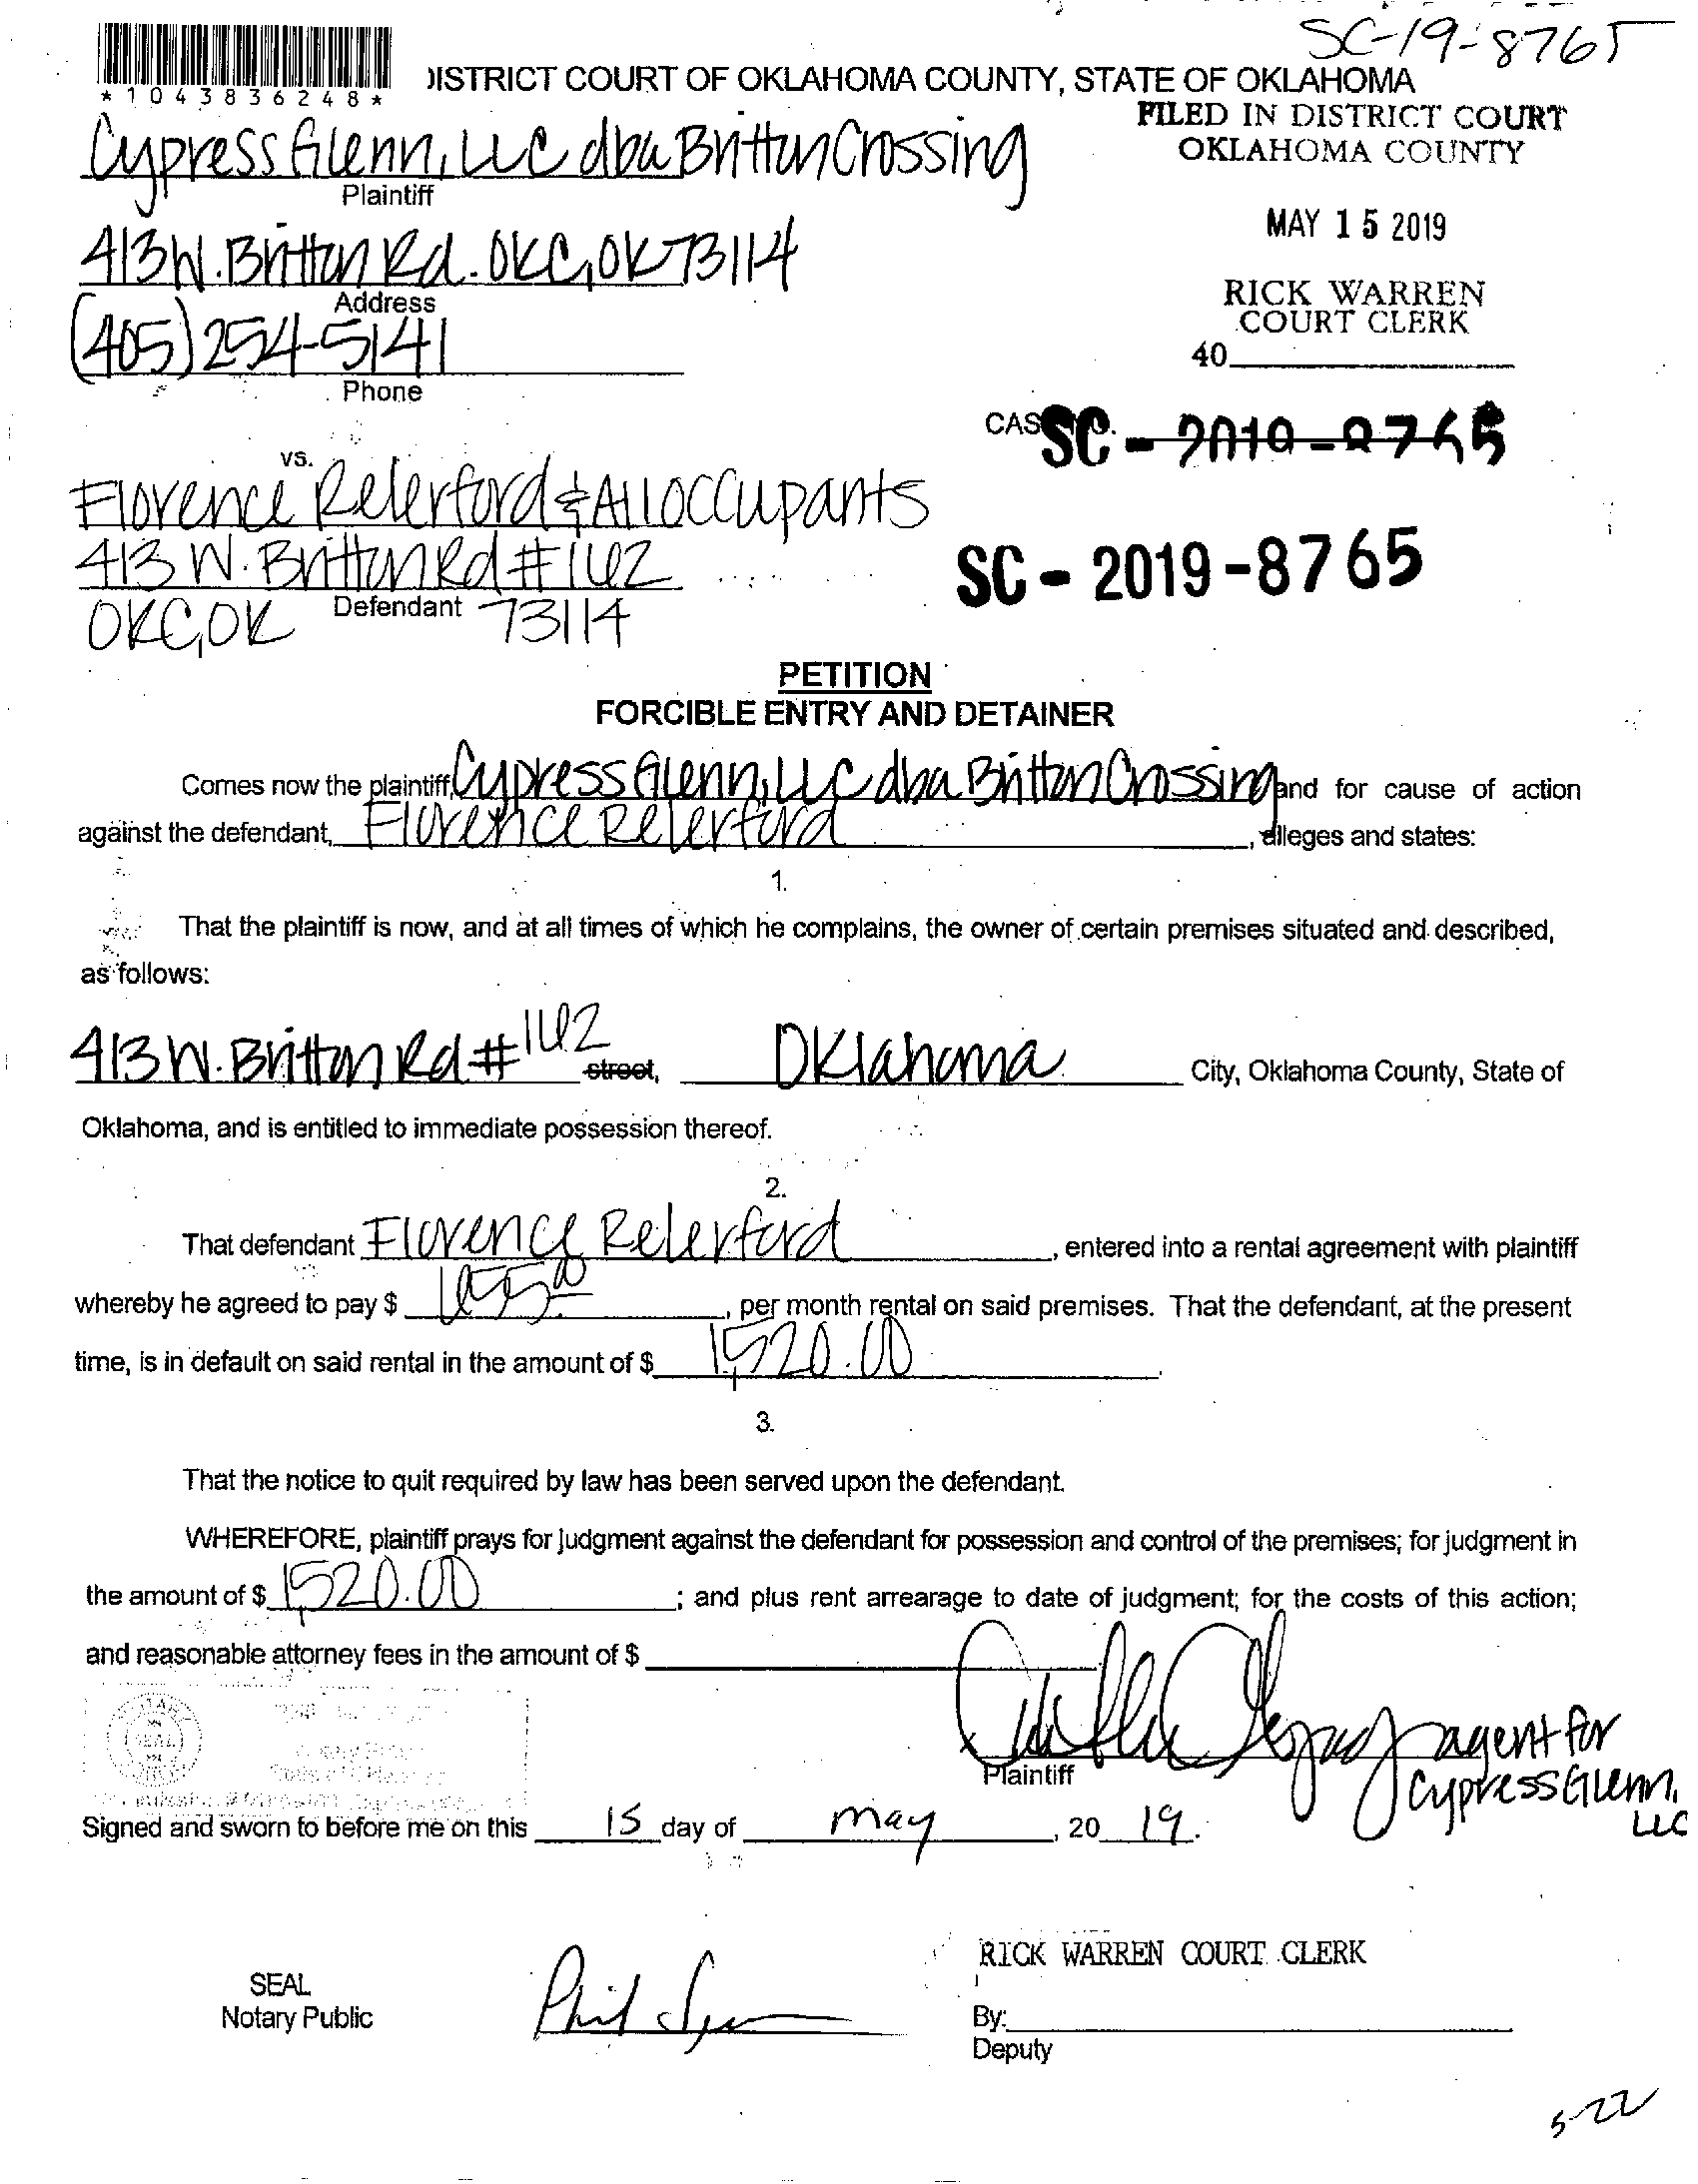 SC-19-8765
*1043836248*
DISTRICT COURT OF OKLAHOMA COUNTY, STATE OF OKLAHOMA
FILED IN DISTRICT COURT
OKLAHOMA COUNTY
Cypress Glenn, LLC dba Britton Crossing
Plaintiff
MAY 15 2019
413 W. Britton Rd. OKC, OK 73114
Address
RICK WARREN
COURT CLERK
(405) 254-5141
40
Phone
CASE NO.
SC - 2019 - 8765
vs.
Florence Relerford & All occupants
413 W. Britton Rd #162
SC - 2019 - 8765
OKC, OK Defendant 73114
PETITION
FORCIBLE ENTRY AND DETAINER
Comes now the plaintiff, Cypress Glenn, LLC dba Britton Crossing and for cause of action
against the defendant, Florence Relerford, alleges and states:
1.
That the plaintiff is now, and at all times of which he complains, the owner of certain premises situated and described,
as follows:
413 W. Britton Rd #162 street, Oklahoma City, Oklahoma County, State of
Oklahoma, and is entitled to immediate possession thereof.
2.
That defendant Florence Relerford, entered into a rental agreement with plaintiff
whereby he agreed to pay $ , per month rental on said premises. That the defendant, at the present
time, is in default on said rental in the amount of $ 1,520.00.
3.
That the notice to quit required by law has been served upon the defendant.
WHEREFORE, plaintiff prays for judgment against the defendant for possession and control of the premises; for judgment in
the amount of $ 1,520.00 ; and plus rent arrearage to date of judgment; for the costs of this action;
and reasonable attorney fees in the amount of $
agent for
Plaintiff
Cypress Glenn,
LLC
Signed and sworn to before me on this 15 day of May, 20 19.
RICK WARREN COURT CLERK
SEAL
Notary Public
By:
Deputy
5-22